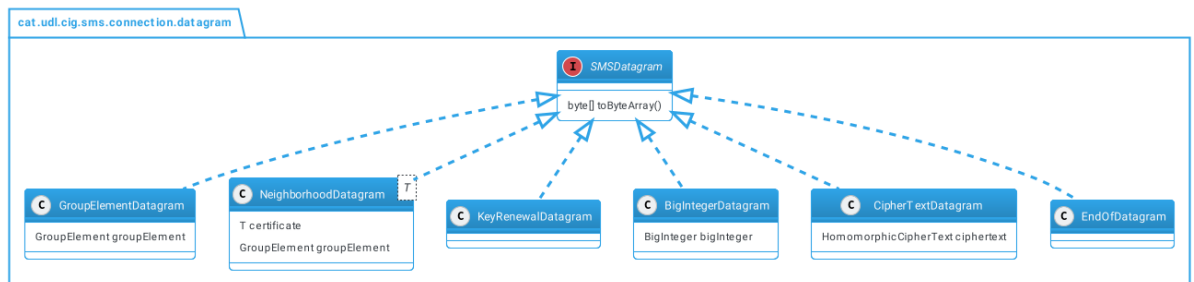 cat.udl.cig.sms.connection.datagram
I SMSDatagram
byte[] toByteArray()
C GroupElementDatagram
GroupElement groupElement
C NeighborhoodDatagram T
T certificate
GroupElement groupElement
C KeyRenewalDatagram
C BigIntegerDatagram
BigInteger bigInteger
C CipherTextDatagram
HomomorphicCipherText ciphertext
C EndOfDatagram